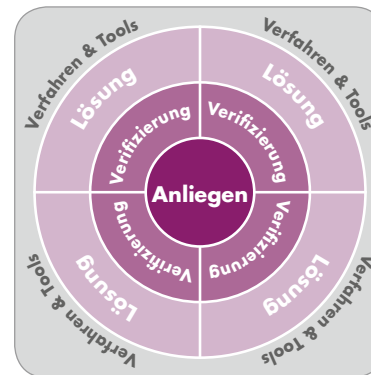 Verfahren & Tools
Verfahren & Tools
Lösung
Lösung
Verifizierung
Verifizierung
Anliegen
Verifizierung
Verifizierung
Lösung
Lösung
Verfahren & Tools
Verfahren & Tools